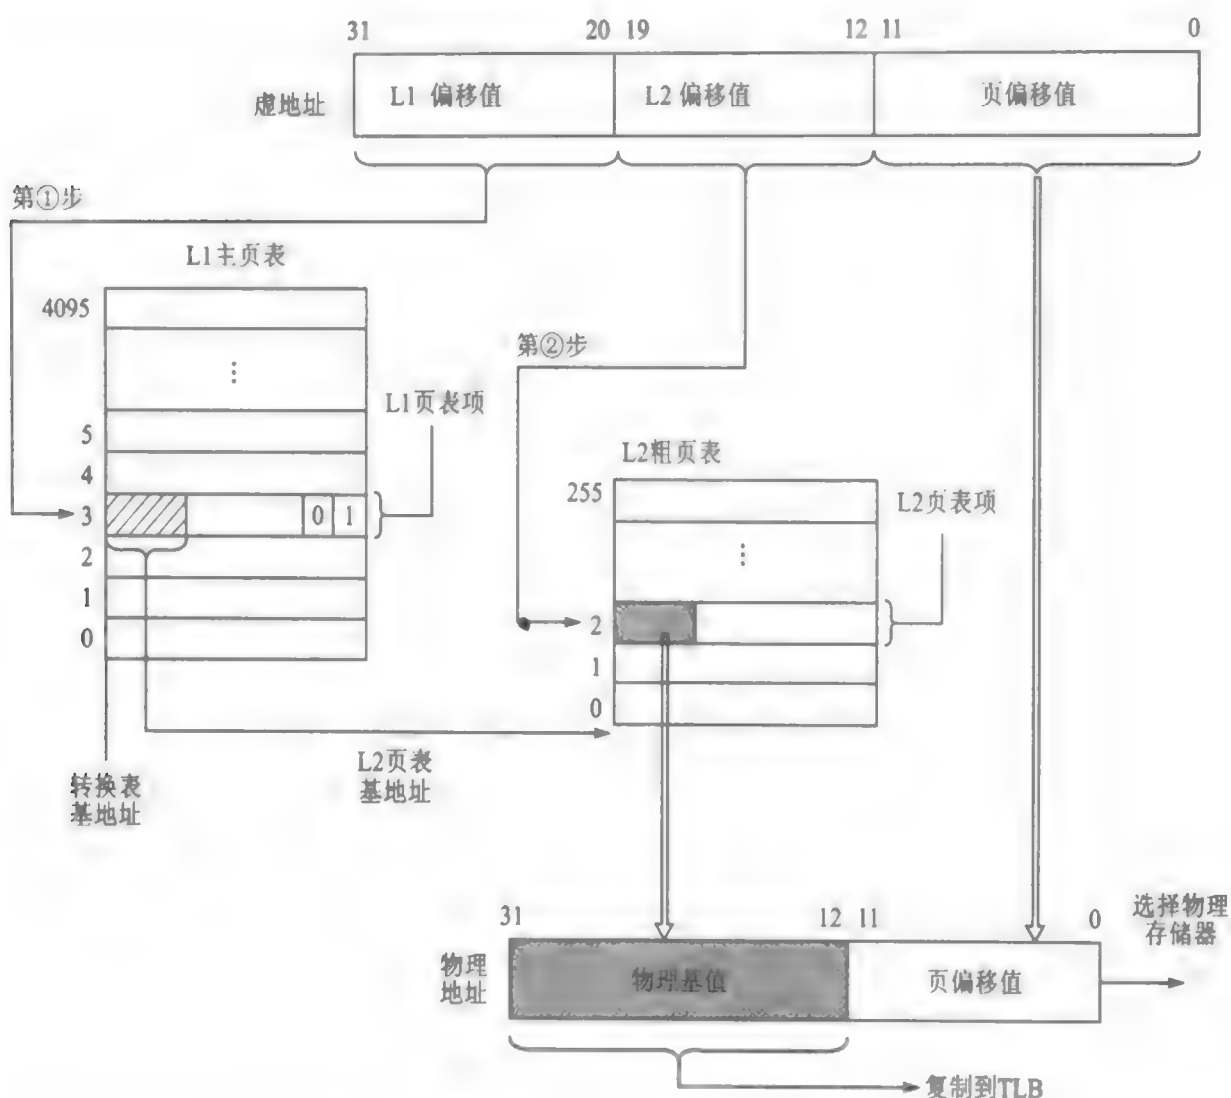 31 20 19 12 11 0
虚地址 L1 偏移值 L2 偏移值 页偏移值
第①步
L1主页表
4095
⋮
第②步
L1页表项
5
4
L2粗页表
255
L2页表项
3 0 1
⋮
2
1
2
0
1
0
L2页表
基地址
转换表
基地址
31 12 11 0
选择物理
存储器
物理
地址
物理基值 页偏移值
复制到TLB